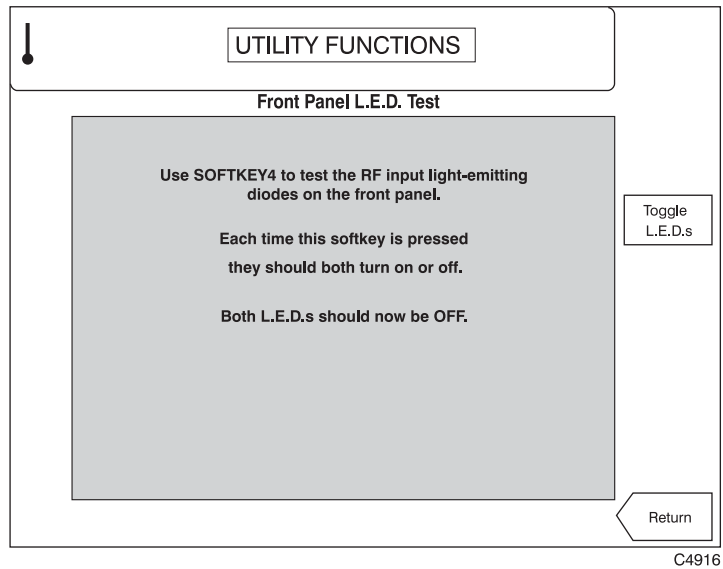 UTILITY FUNCTIONS
Front Panel L.E.D. Test
Use SOFTKEY4 to test the RF input light-emitting
diodes on the front panel.
Each time this softkey is pressed
they should both turn on or off.
Both L.E.D.s should now be OFF.
Toggle
L.E.D.s
Return
C4916